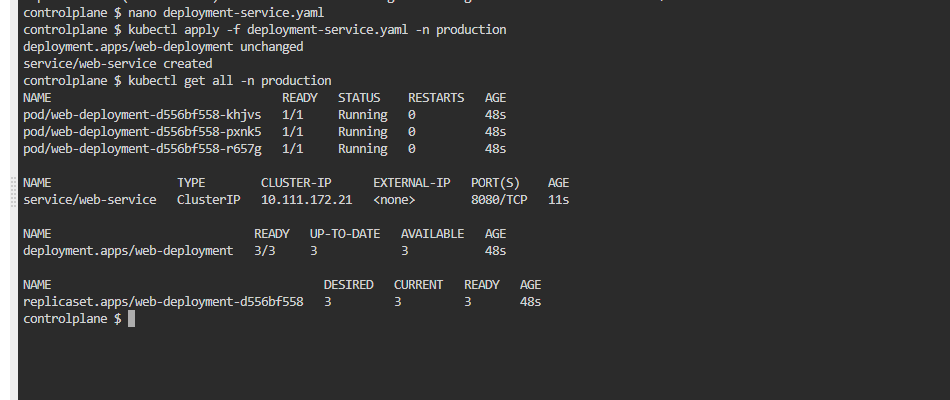 controlplane $ nano deployment-service.yaml
controlplane $ kubectl apply -f deployment-service.yaml -n production
deployment.apps/web-deployment unchanged
service/web-service created
controlplane $ kubectl get all -n production
NAME READY STATUS RESTARTS AGE
pod/web-deployment-d556bf558-khjvs 1/1 Running 0 48s
pod/web-deployment-d556bf558-pxnk5 1/1 Running 0 48s
pod/web-deployment-d556bf558-r657g 1/1 Running 0 48s
NAME TYPE CLUSTER-IP EXTERNAL-IP PORT(S) AGE
service/web-service ClusterIP 10.111.172.21 <none> 8080/TCP 11s
NAME READY UP-TO-DATE AVAILABLE AGE
deployment.apps/web-deployment 3/3 3 3 48s
NAME DESIRED CURRENT READY AGE
replicaset.apps/web-deployment-d556bf558 3 3 3 48s
controlplane $